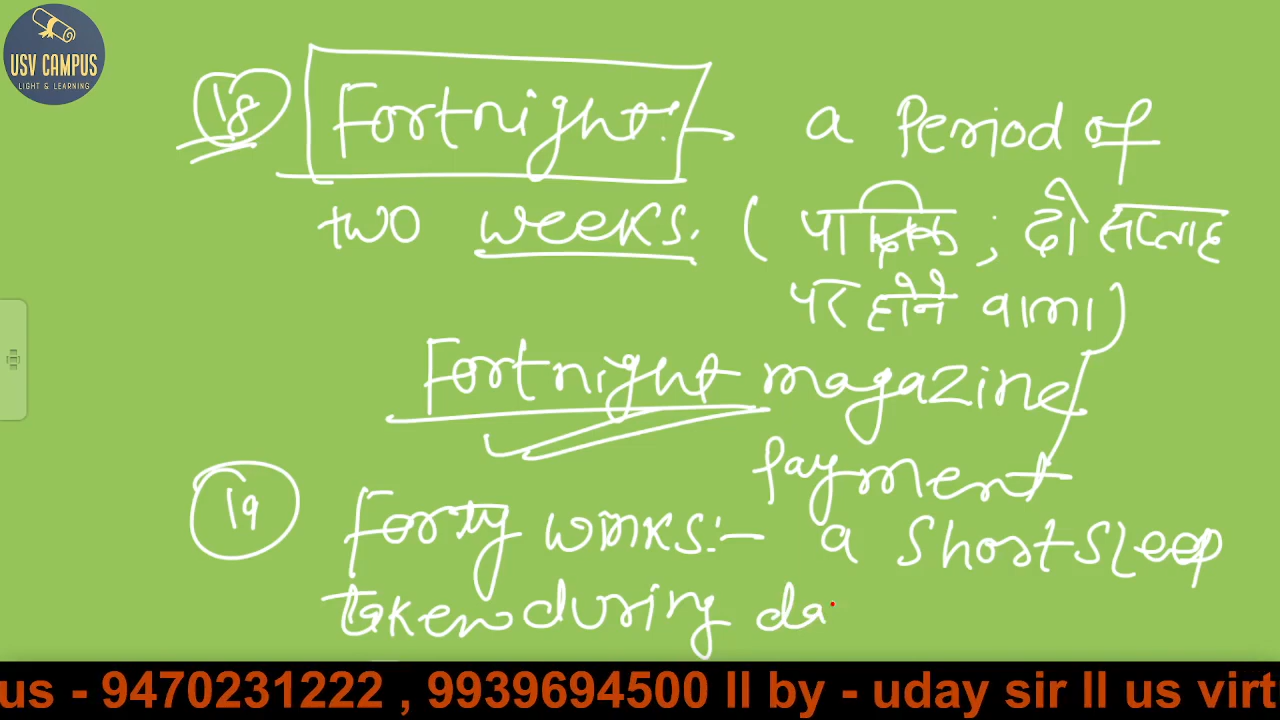 USV CAMPUS
LIGHT & LEARNING
18 Fortnight:- a Period of
two weeks. (पाक्षिक ; दो सप्ताह
पर होने वाला)
Fortnight magazine
payment
19 Forty winks:- a Short Sleep
taken during da
us - 9470231222 , 9939694500 ll by - uday sir ll us virt